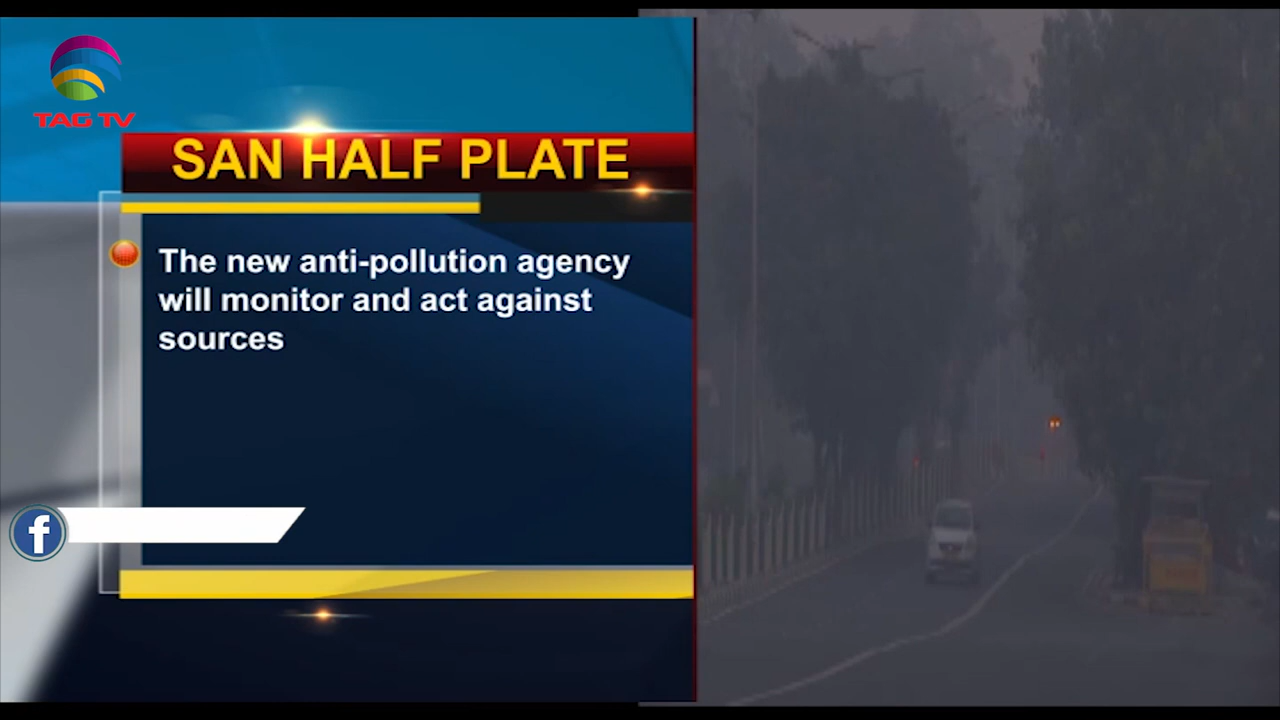 TAG TV
SAN HALF PLATE
The new anti-pollution agency
will monitor and act against
sources
f